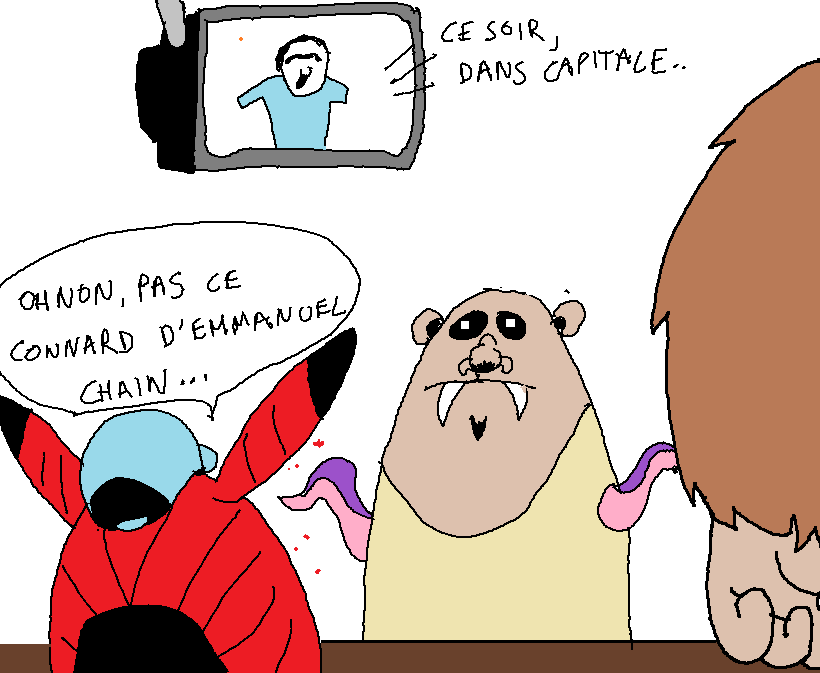 CE SOIR,
DANS CAPITALE..
OH NON, PAS CE
CONNARD D'EMMANUEL
CHAIN...